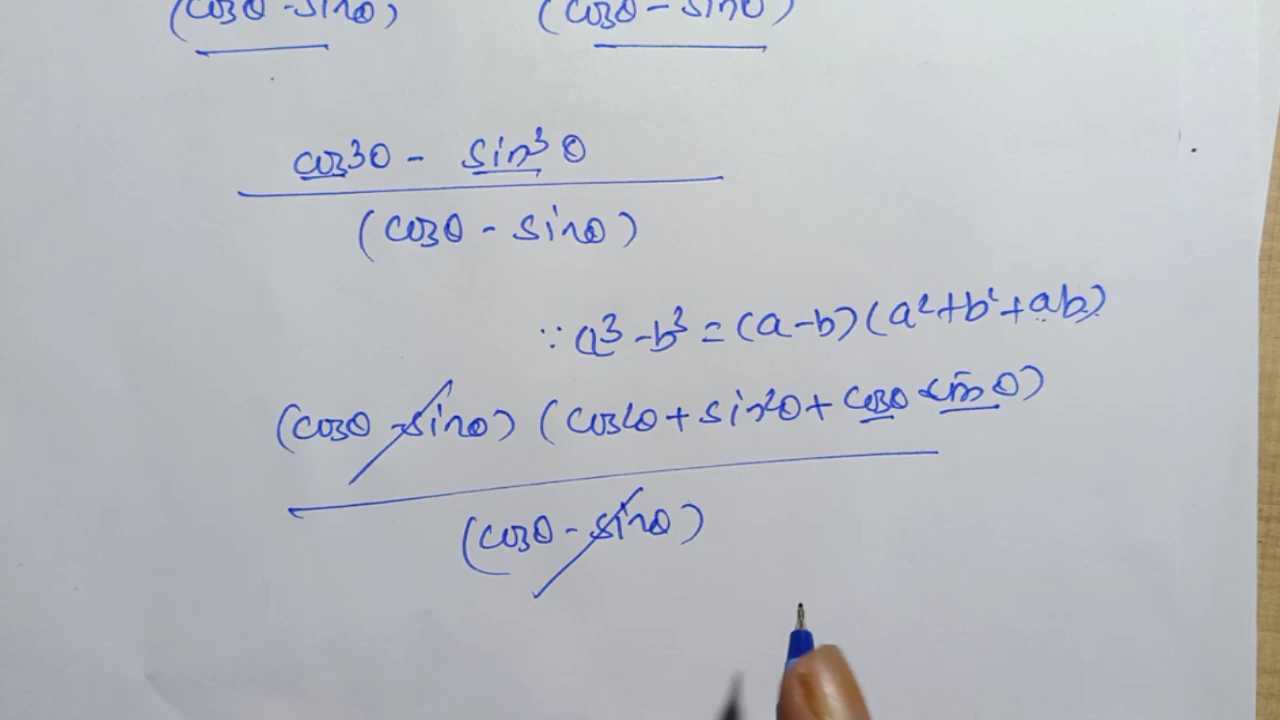 (cosθ - sinθ) (cosθ - sinθ)
cos³θ - sin³θ
(cosθ - sinθ)
∵ a³ - b³ = (a-b)(a²+b²+ab)
(cosθ - sinθ) (cos²θ + sin²θ + cosθ sinθ)
(cosθ - sinθ)